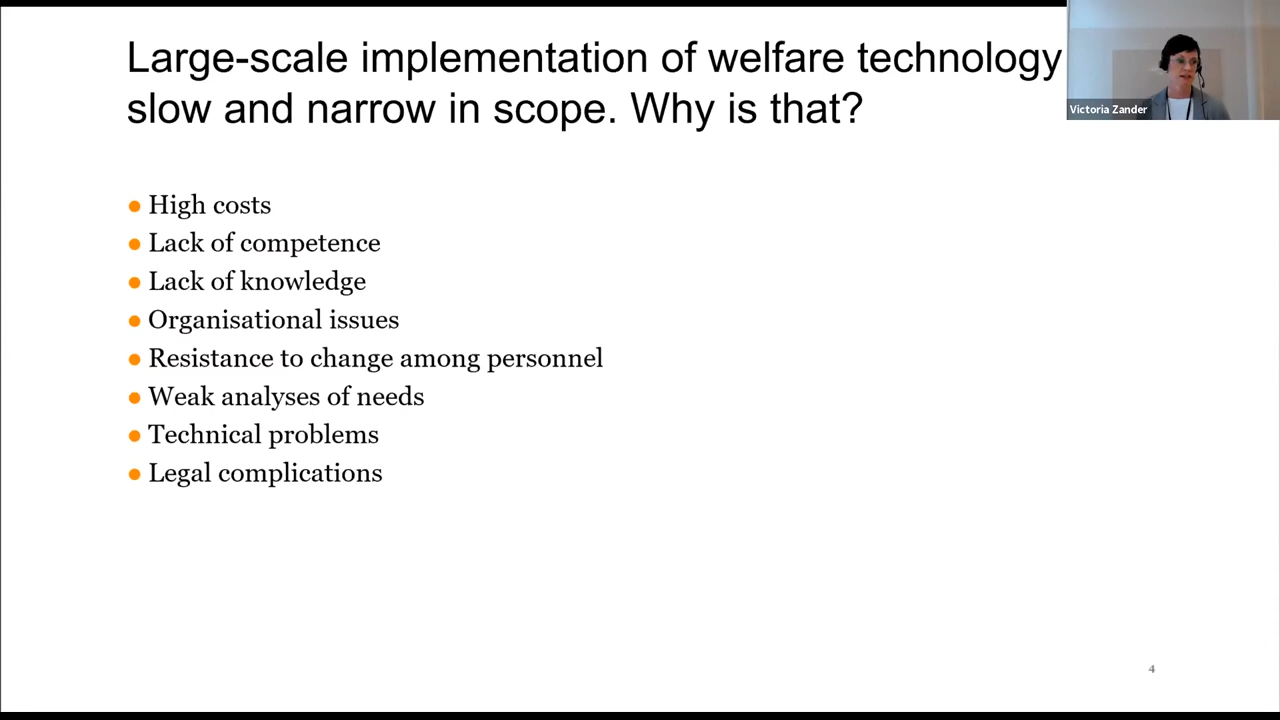 Large-scale implementation of welfare technology
slow and narrow in scope. Why is that?
Victoria Zander
● High costs
● Lack of competence
● Lack of knowledge
● Organisational issues
● Resistance to change among personnel
● Weak analyses of needs
● Technical problems
● Legal complications
4